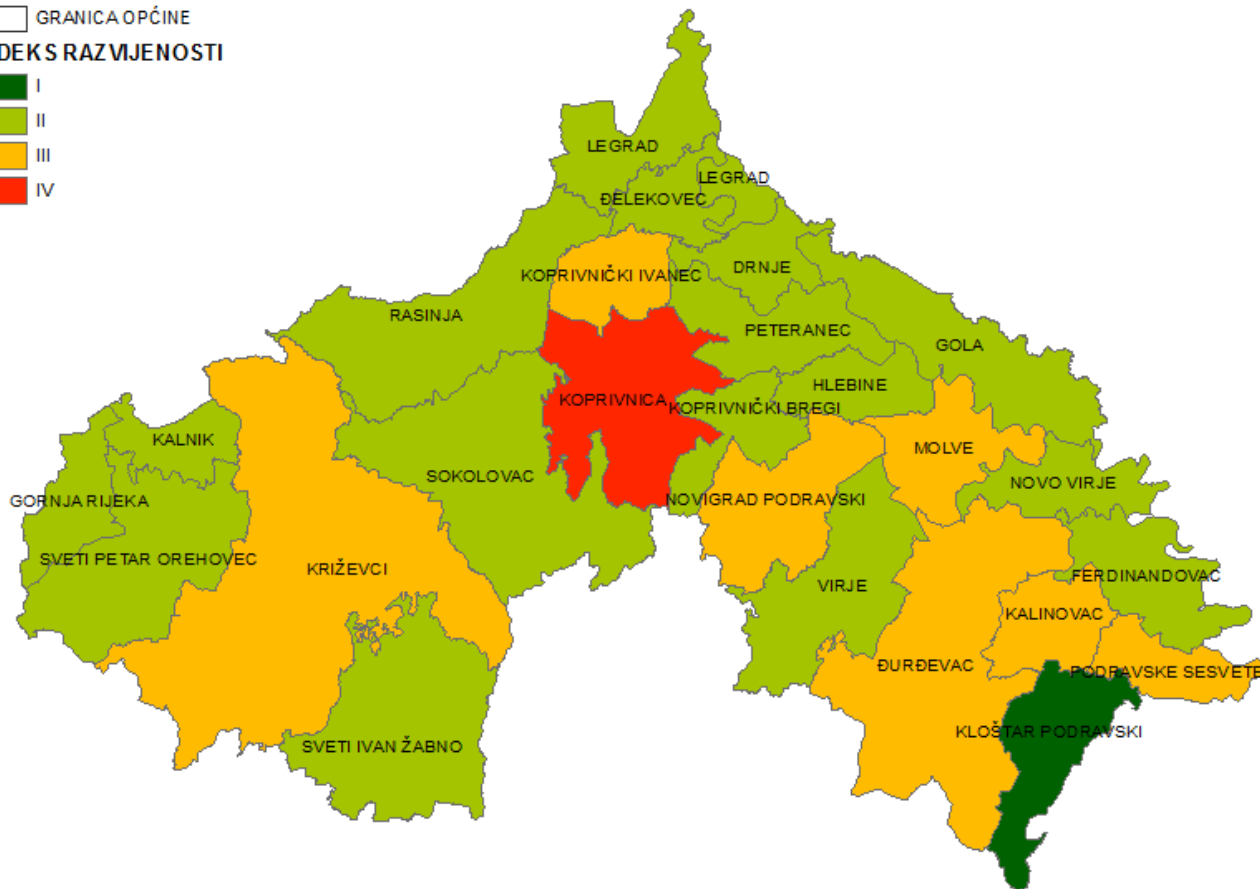 GRANICA OPĆINE
DEKS RAZVIJENOSTI
I
II
III
IV
LEGRAD
LEGRAD
ĐELEKOVEC
KOPRIVNIČKI IVANEC
DRNJE
RASINJA
PETERANEC
GOLA
HLEBINE
KOPRIVNICA
KOPRIVNIČKI BREGI
KALNIK
MOLVE
SOKOLOVAC
NOVO VIRJE
GORNJA RIJEKA
NOVIGRAD PODRAVSKI
SVETI PETAR OREHOVEC
KRIŽEVCI
VIRJE
FERDINANDOVAC
KALINOVAC
ĐURĐEVAC
PODRAVSKE SESVETE
KLOŠTAR PODRAVSKI
SVETI IVAN ŽABNO